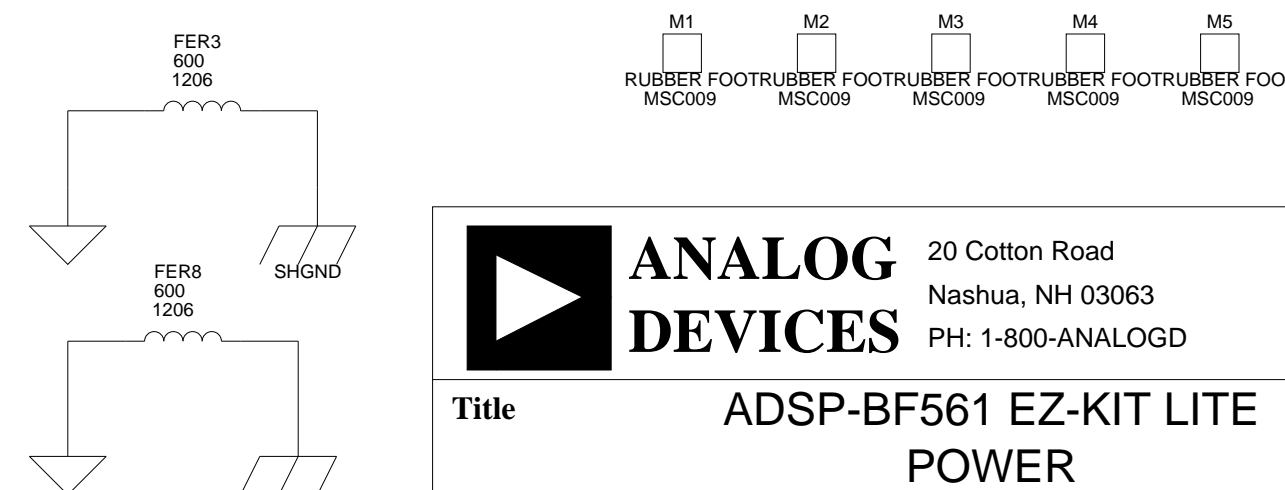 FER3
600
1206
SHGND
FER8
600
1206
M1 M2 M3 M4 M5
RUBBER FOOTRUBBER FOOTRUBBER FOOTRUBBER FOOTRUBBER FOO
MSC009 MSC009 MSC009 MSC009 MSC009
ANALOG
DEVICES
20 Cotton Road
Nashua, NH 03063
PH: 1-800-ANALOGD
Title
ADSP-BF561 EZ-KIT LITE
POWER